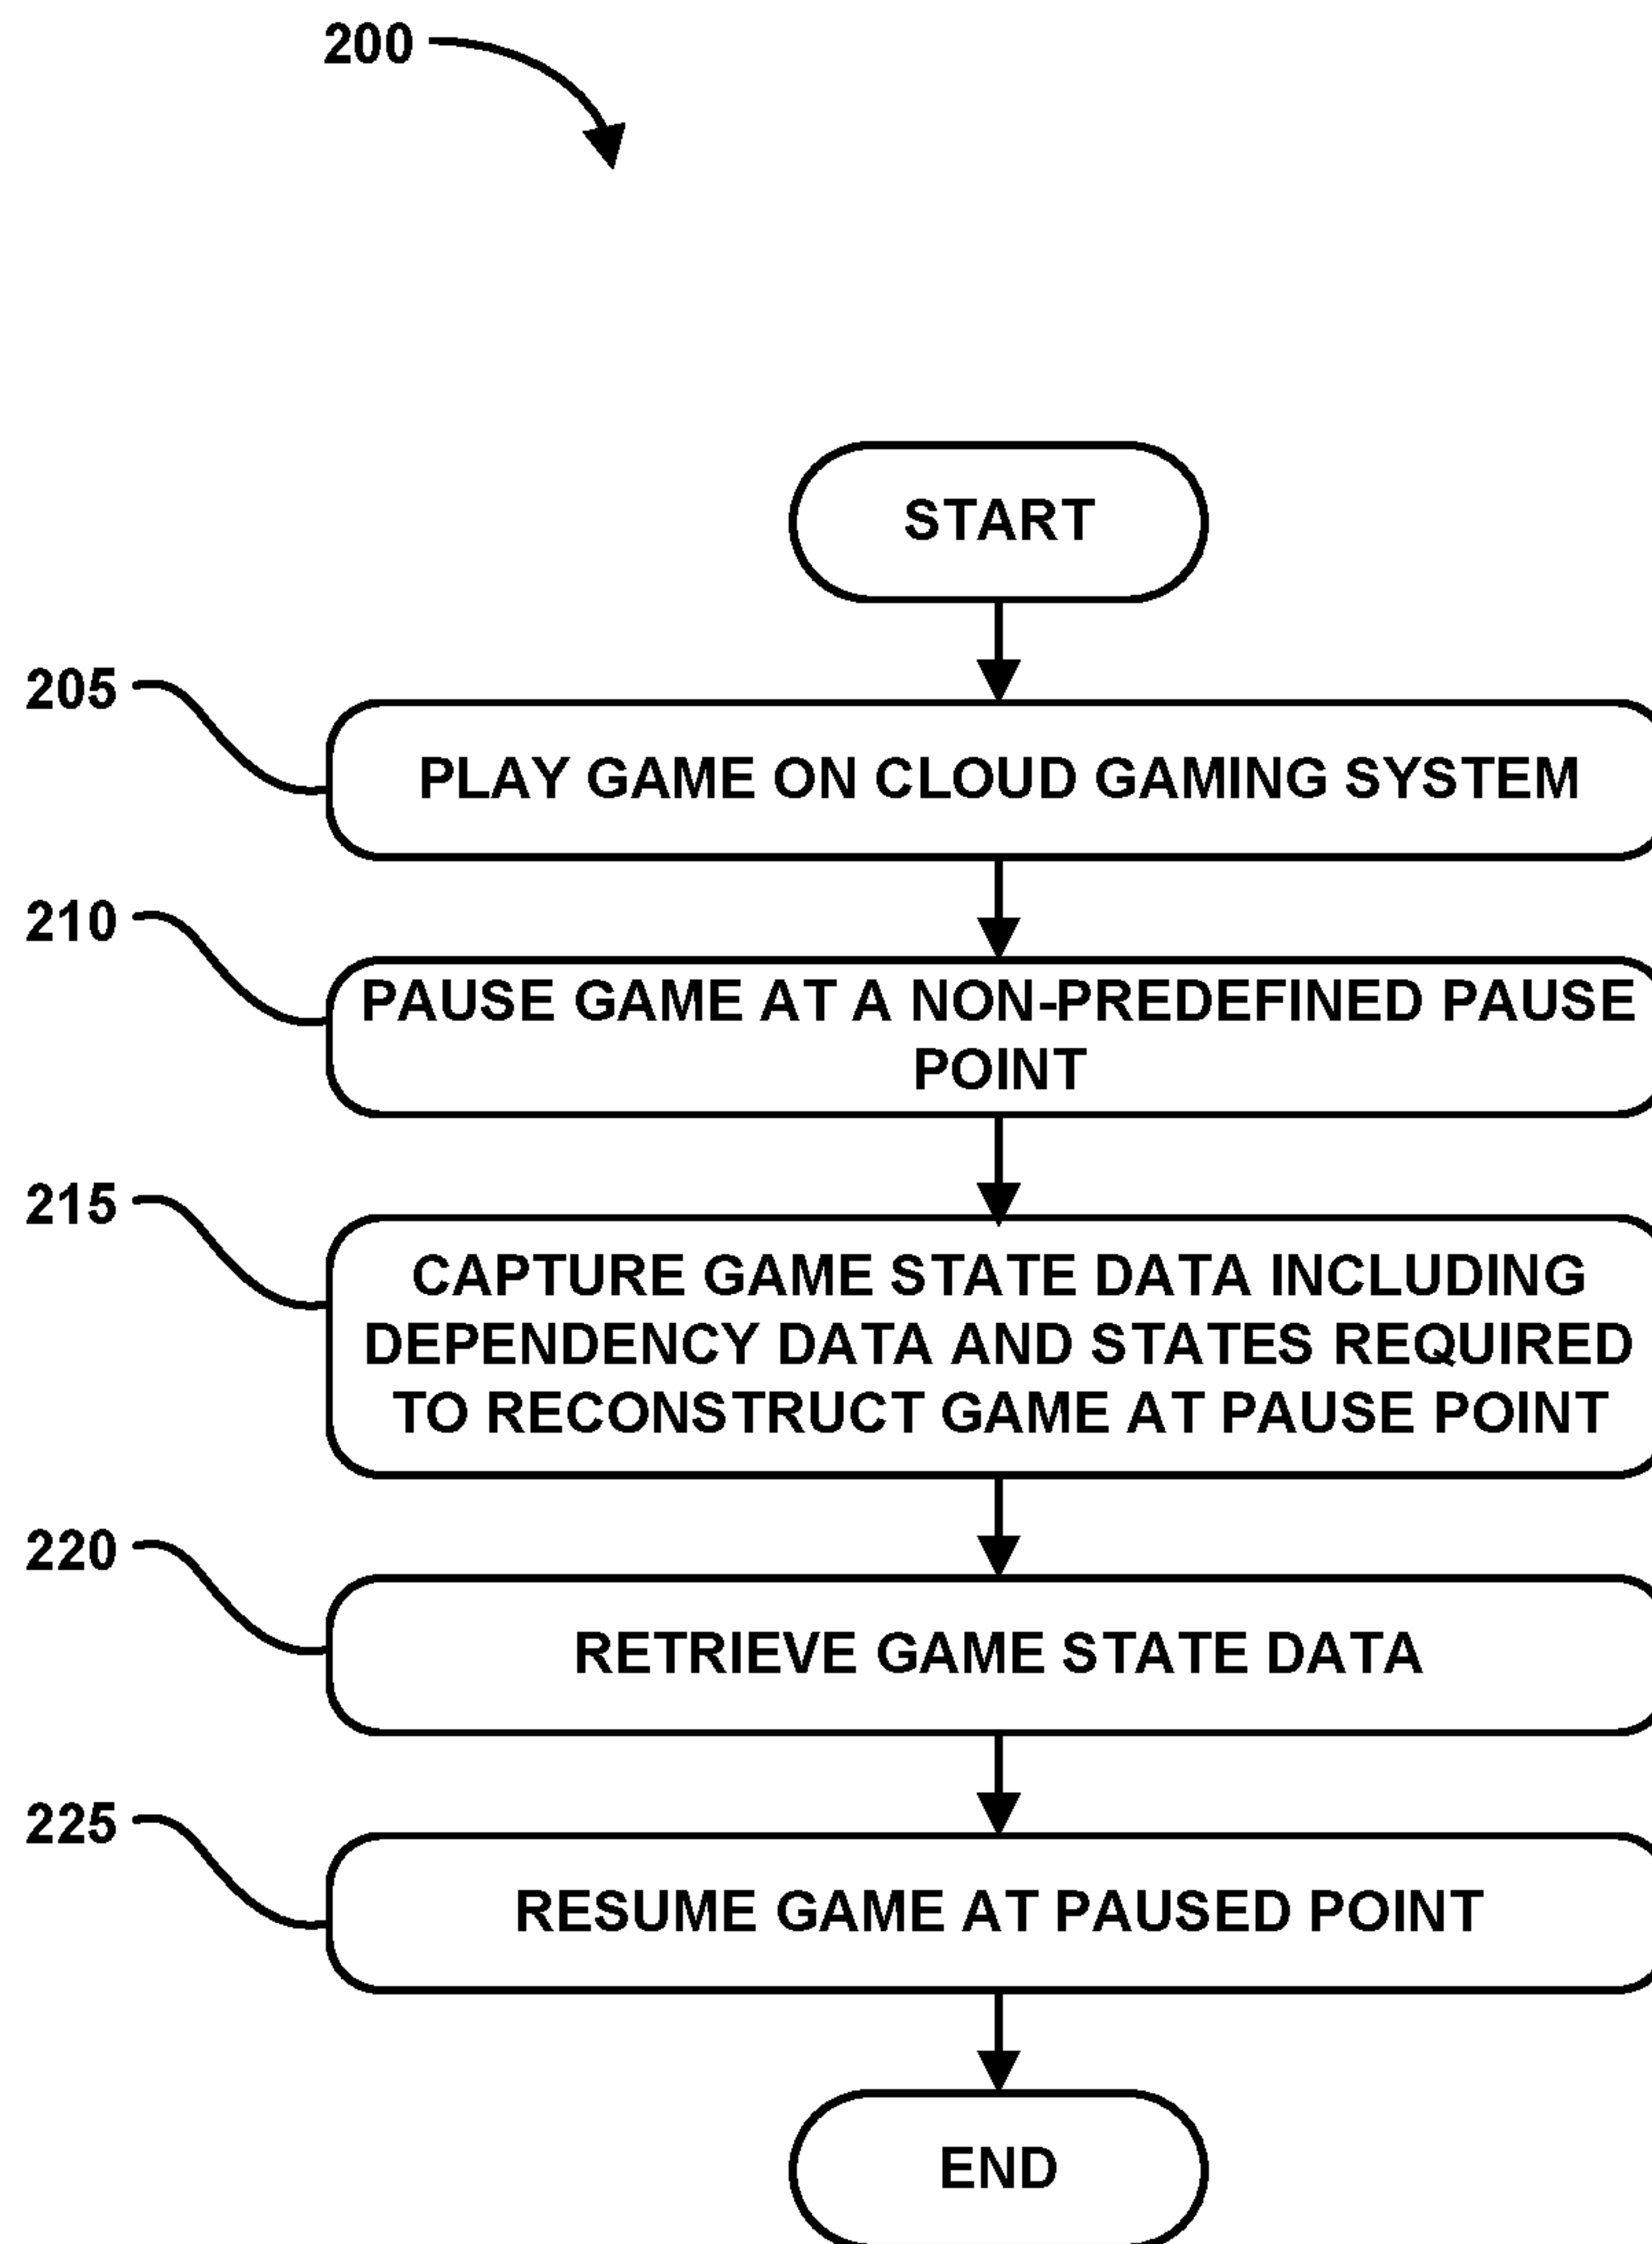 200
START
205
PLAY GAME ON CLOUD GAMING SYSTEM
210
PAUSE GAME AT A NON-PREDEFINED PAUSE
POINT
215
CAPTURE GAME STATE DATA INCLUDING
DEPENDENCY DATA AND STATES REQUIRED
TO RECONSTRUCT GAME AT PAUSE POINT
220
RETRIEVE GAME STATE DATA
225
RESUME GAME AT PAUSED POINT
END